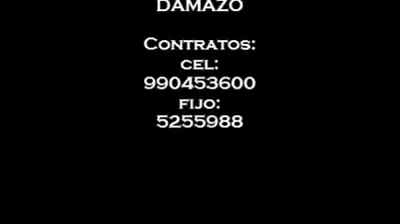 DAMAZO
CONTRATOS:
CEL:
990453600
FIJO:
5255988